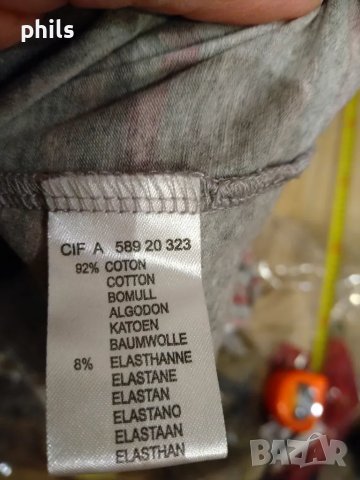 phils
CIF A 589 20 323
92% COTON
COTTON
BOMULL
ALGODON
KATOEN
BAUMWOLLE
8% ELASTHANNE
ELASTANE
ELASTAN
ELASTANO
ELASTAAN
ELASTHAN
BAZAR